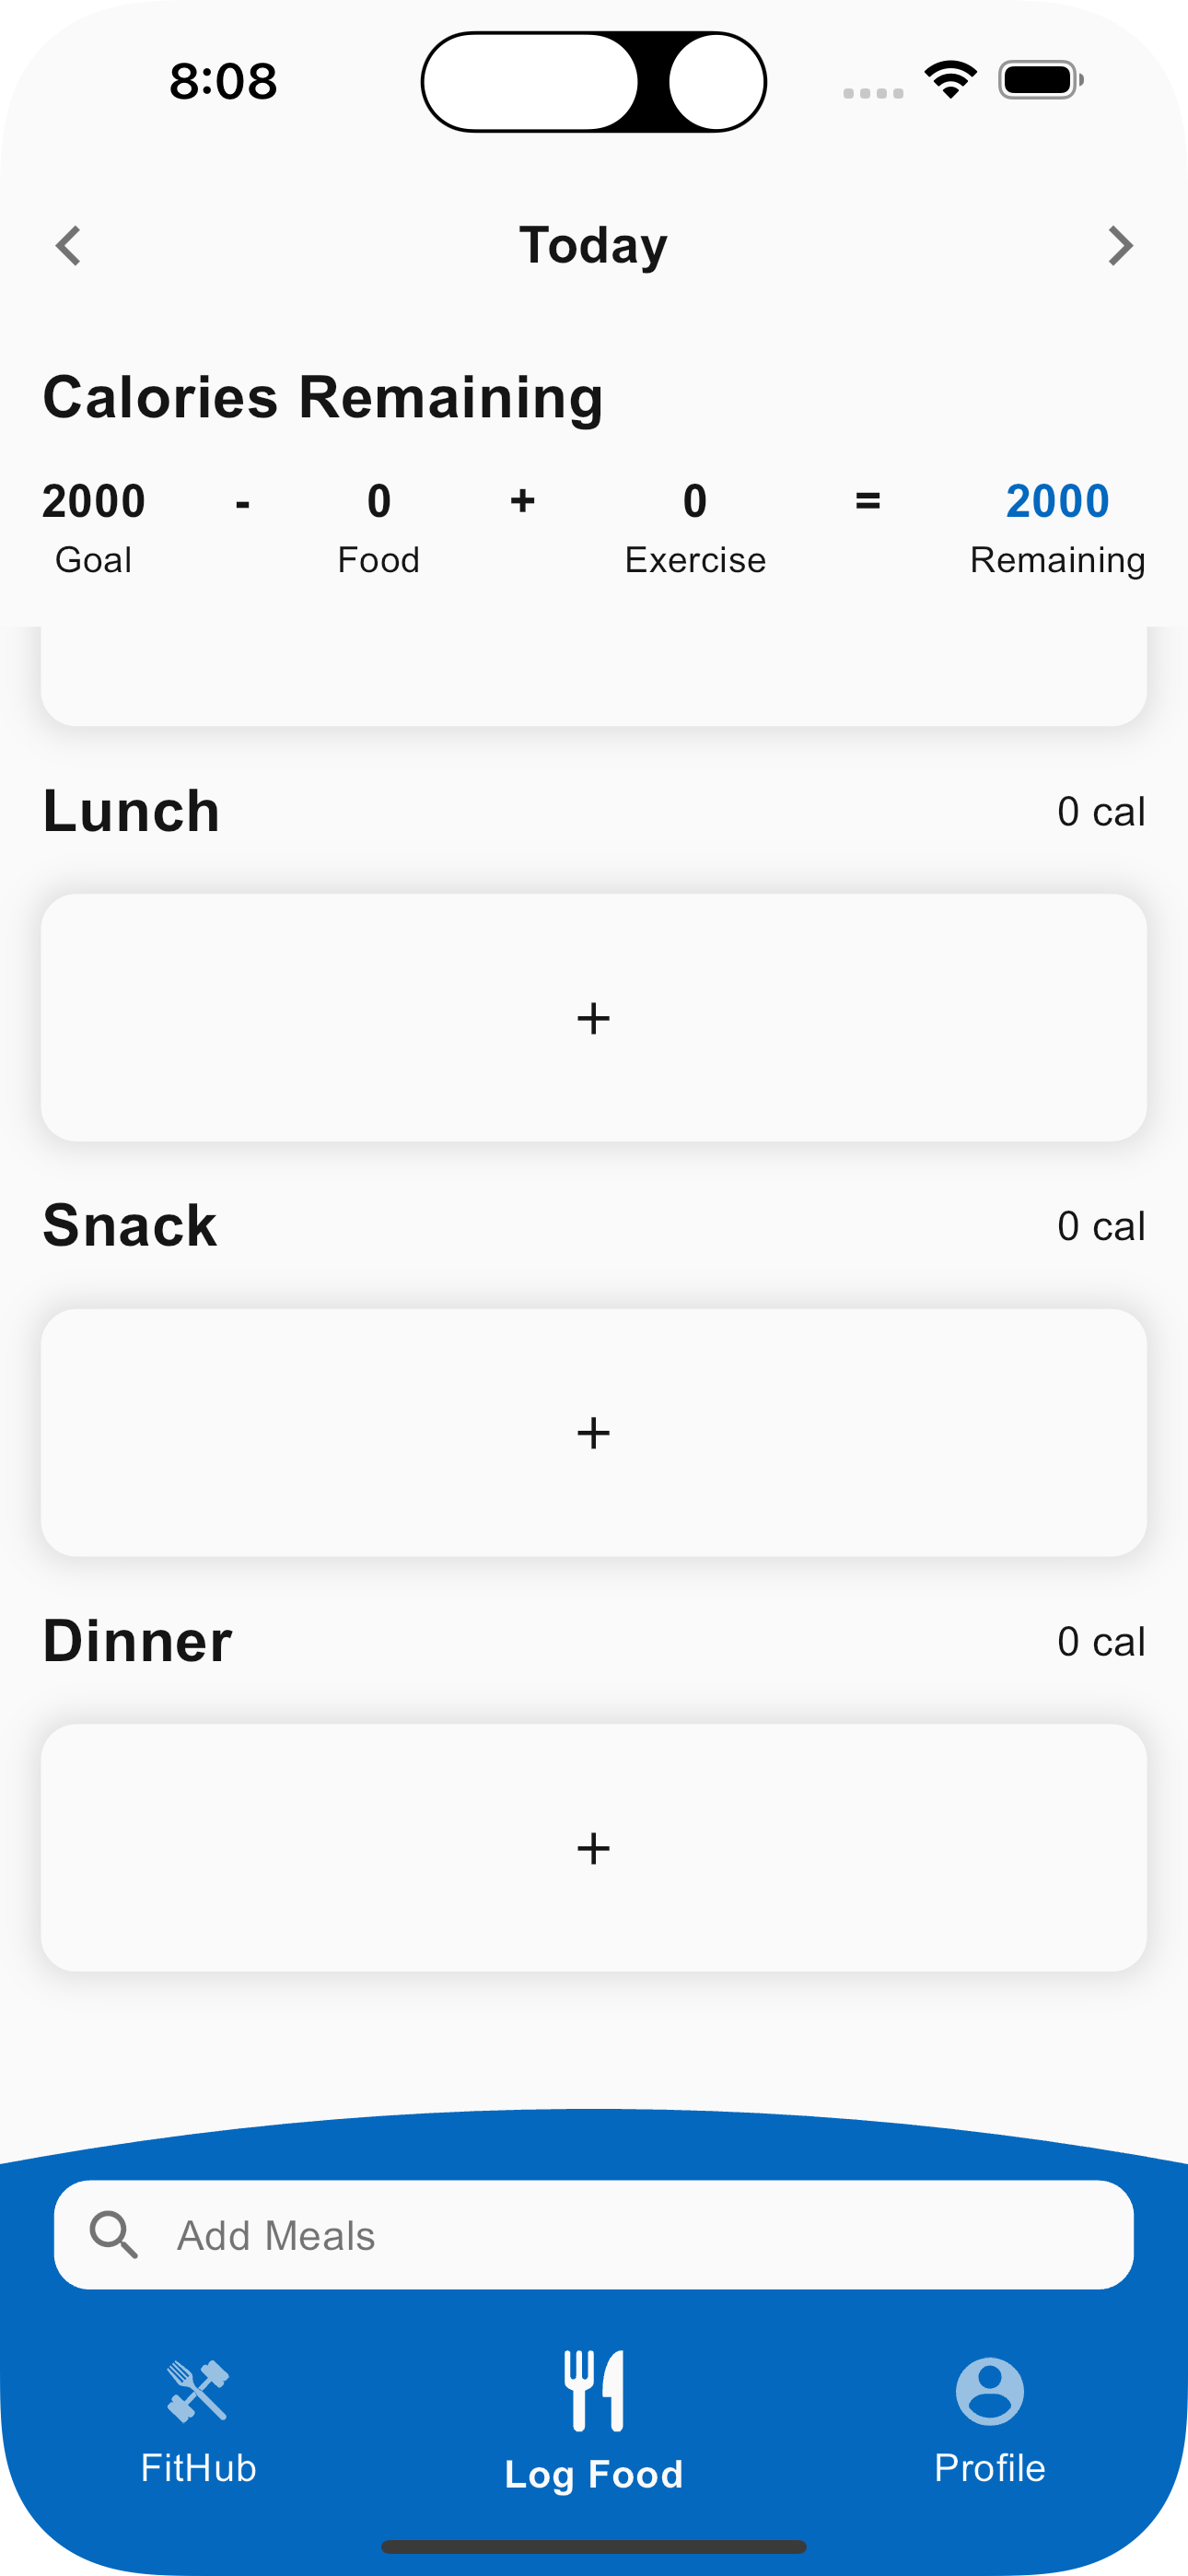 8:08
Today
Calories Remaining
2000 - 0 + 0 = 2000
Goal Food Exercise Remaining
Lunch 0 cal
+
Snack 0 cal
+
Dinner 0 cal
+
Add Meals
FitHub Log Food Profile